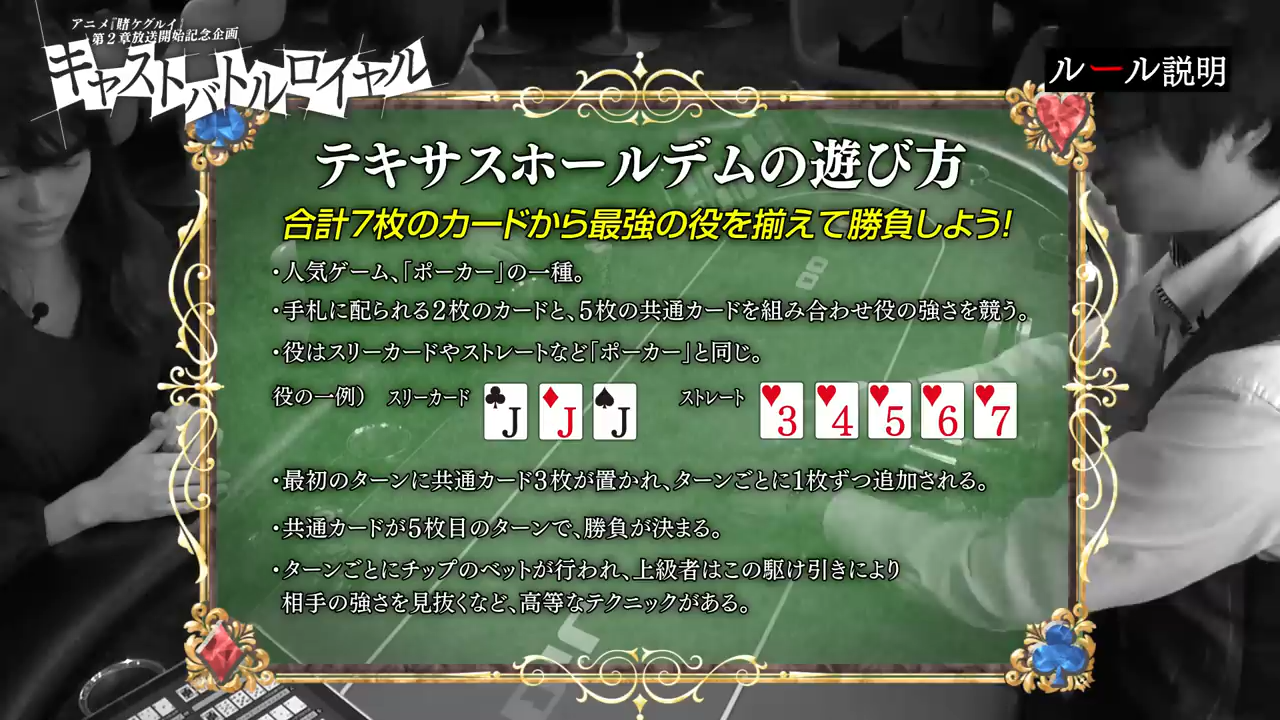 アニメ『賭ケグルイ』
第2章放送開始記念企画
キャストバトルロイヤル
ルール説明
テキサスホールデムの遊び方
合計7枚のカードから最強の役を揃えて勝負しよう!
・人気ゲーム、「ポーカー」の一種。
・手札に配られる2枚のカードと、5枚の共通カードを組み合わせ役の強さを競う。
・役はスリーカードやストレートなど「ポーカー」と同じ。
役の一例) スリーカード J J J ストレート 3 4 5 6 7
・最初のターンに共通カード3枚が置かれ、ターンごとに1枚ずつ追加される。
・共通カードが5枚目のターンで、勝負が決まる。
・ターンごとにチップのベットが行われ、上級者はこの駆け引きにより
相手の強さを見抜くなど、高等なテクニックがある。